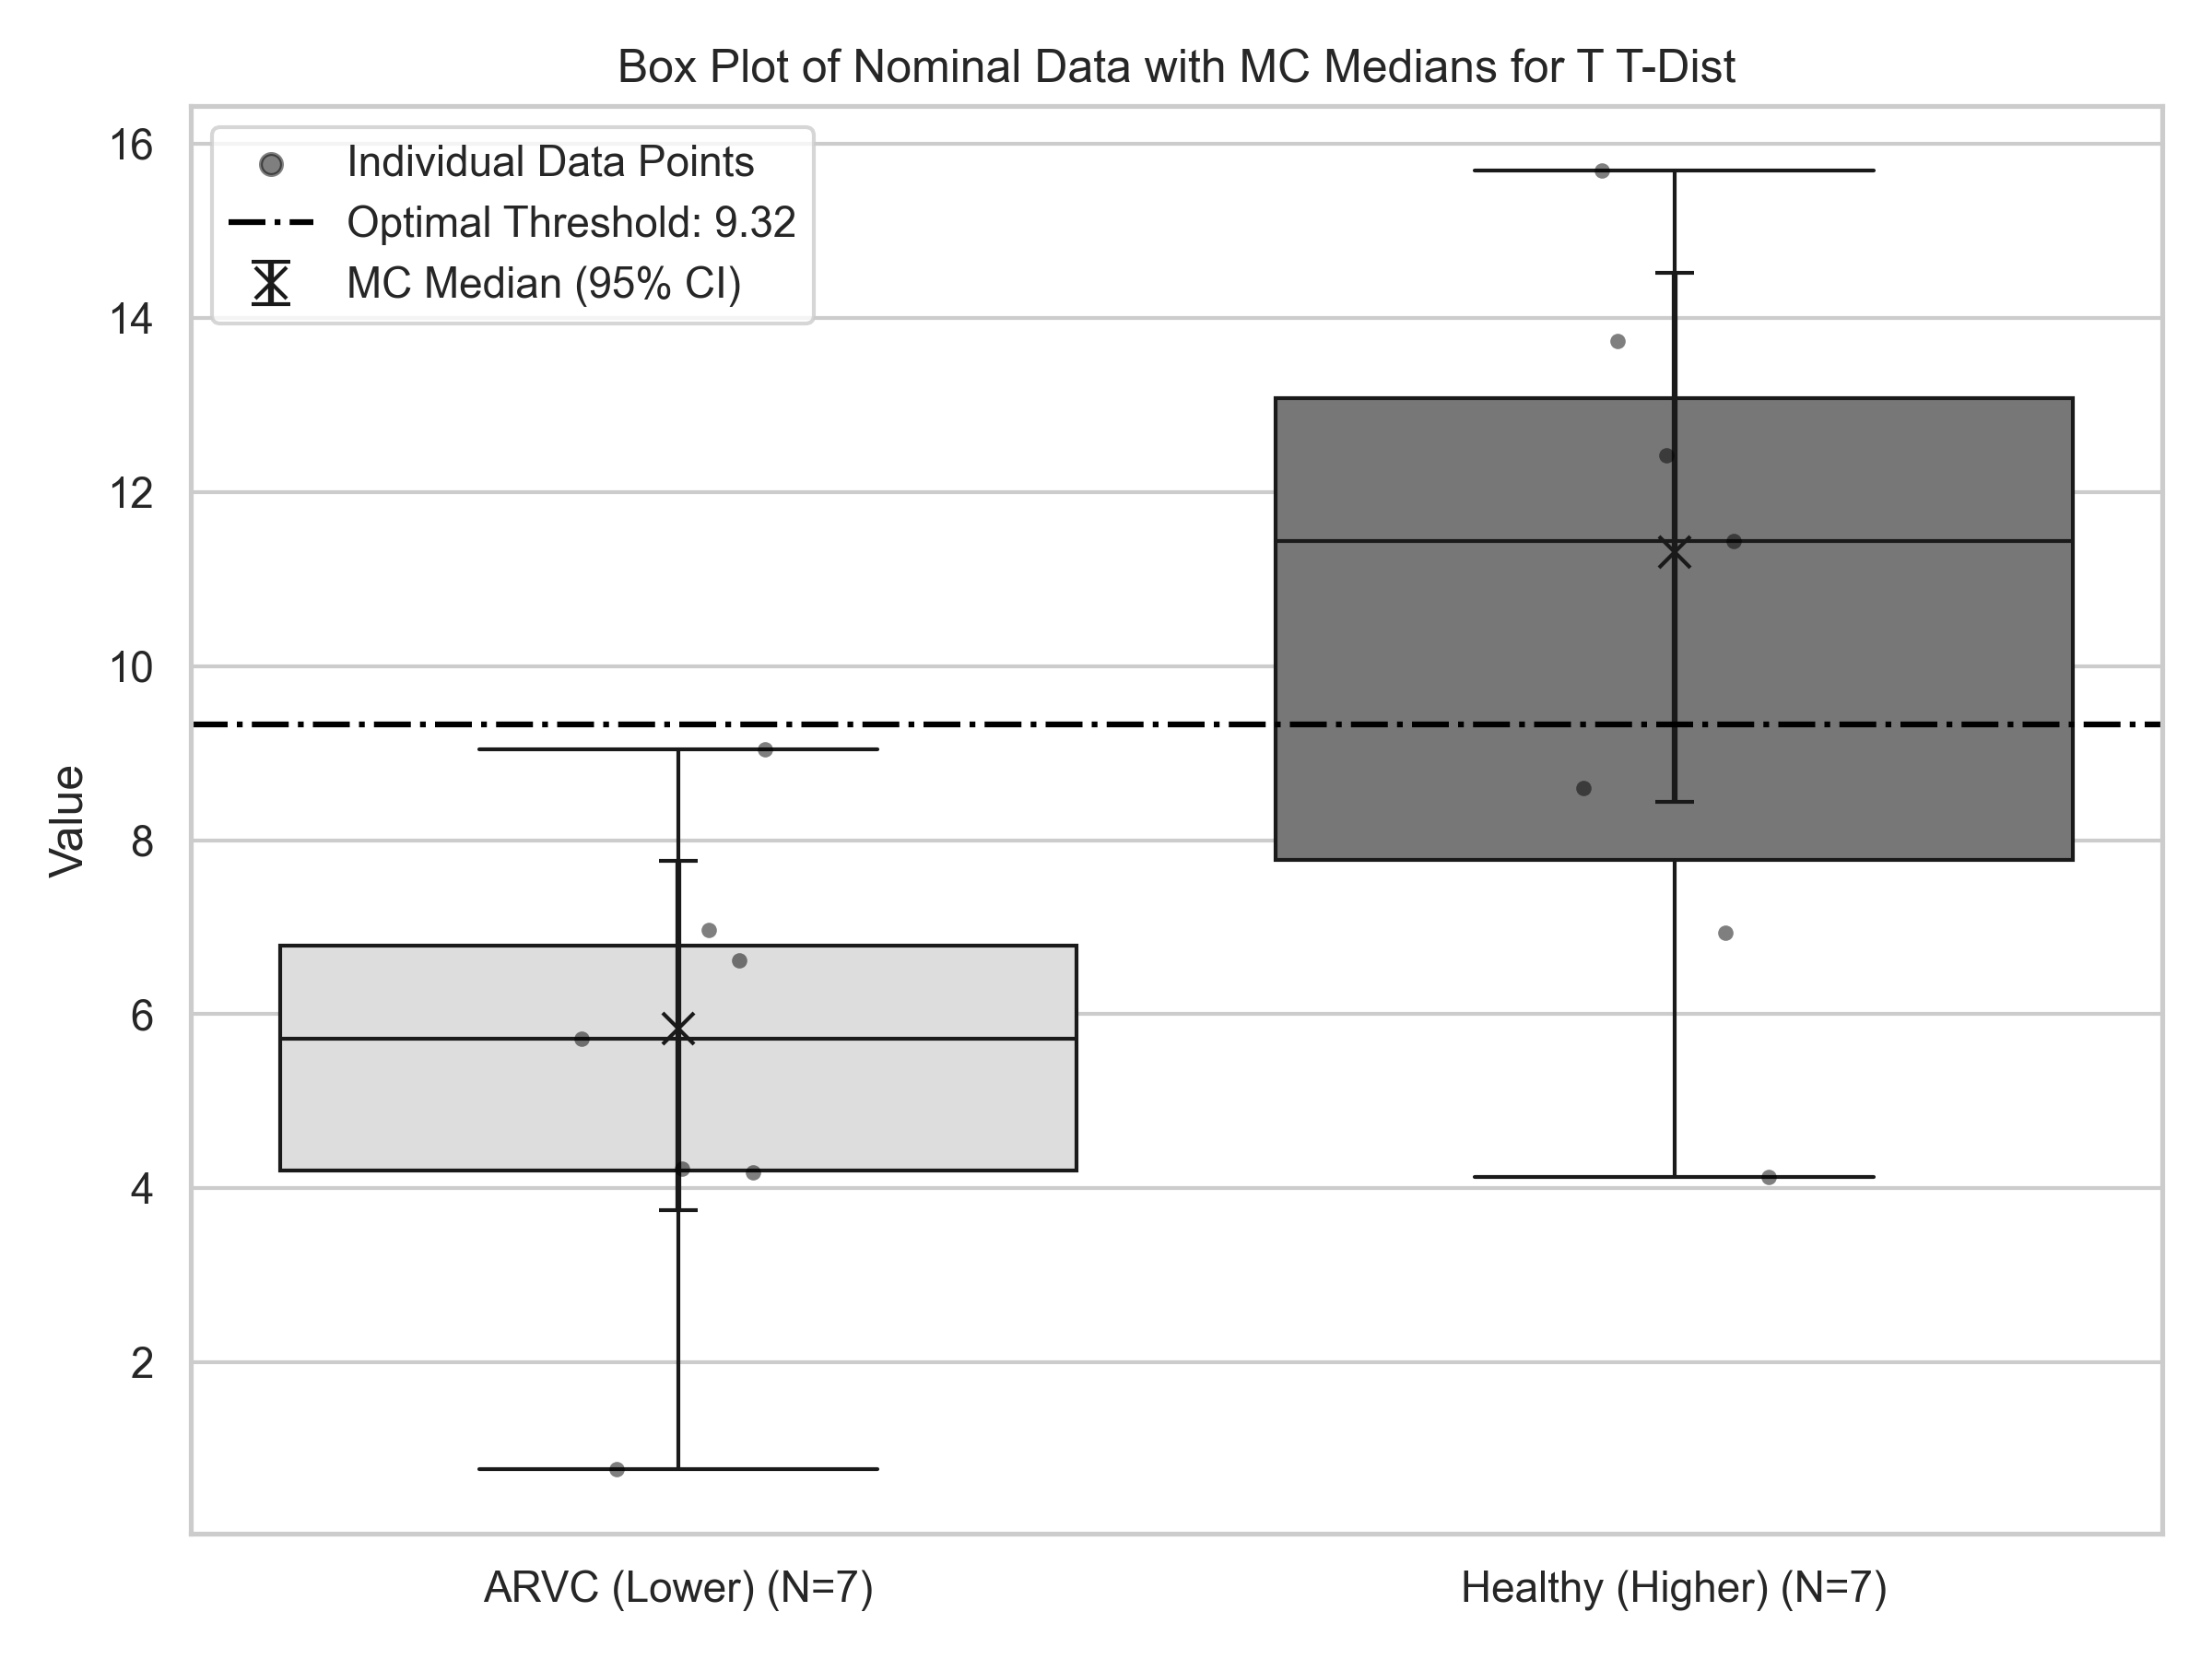 Box Plot of Nominal Data with MC Medians for T T-Dist
16
14
12
10
8
6
4
2
Value
Individual Data Points
Optimal Threshold: 9.32
MC Median (95% CI)
ARVC (Lower) (N=7)
Healthy (Higher) (N=7)